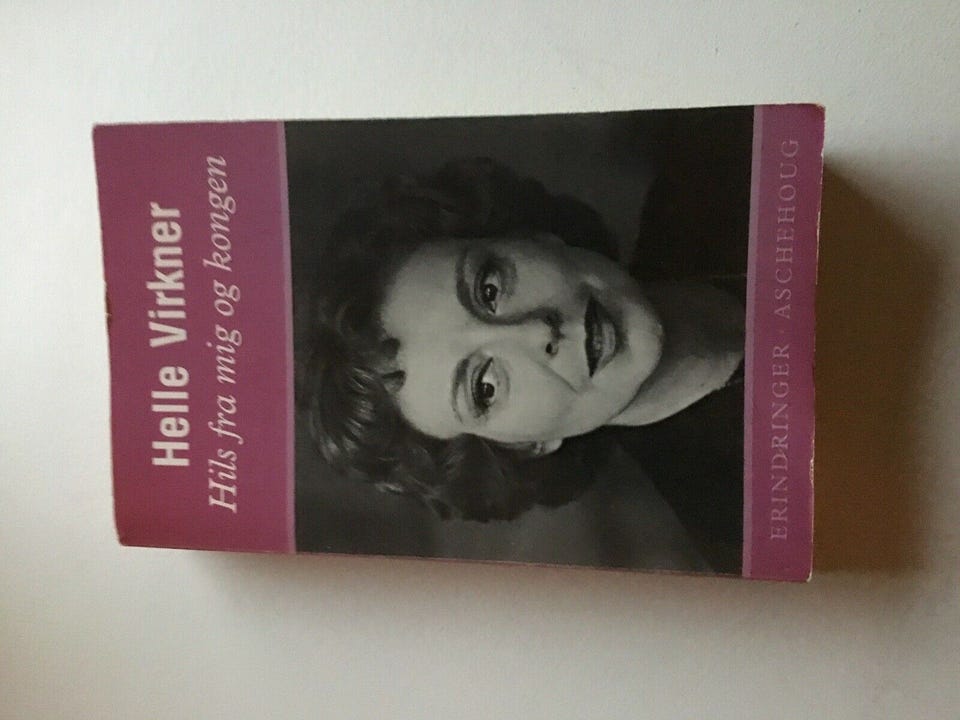 Helle Virkner
Hils fra mig og kongen
ERINDRINGER · ASCHEHOUG